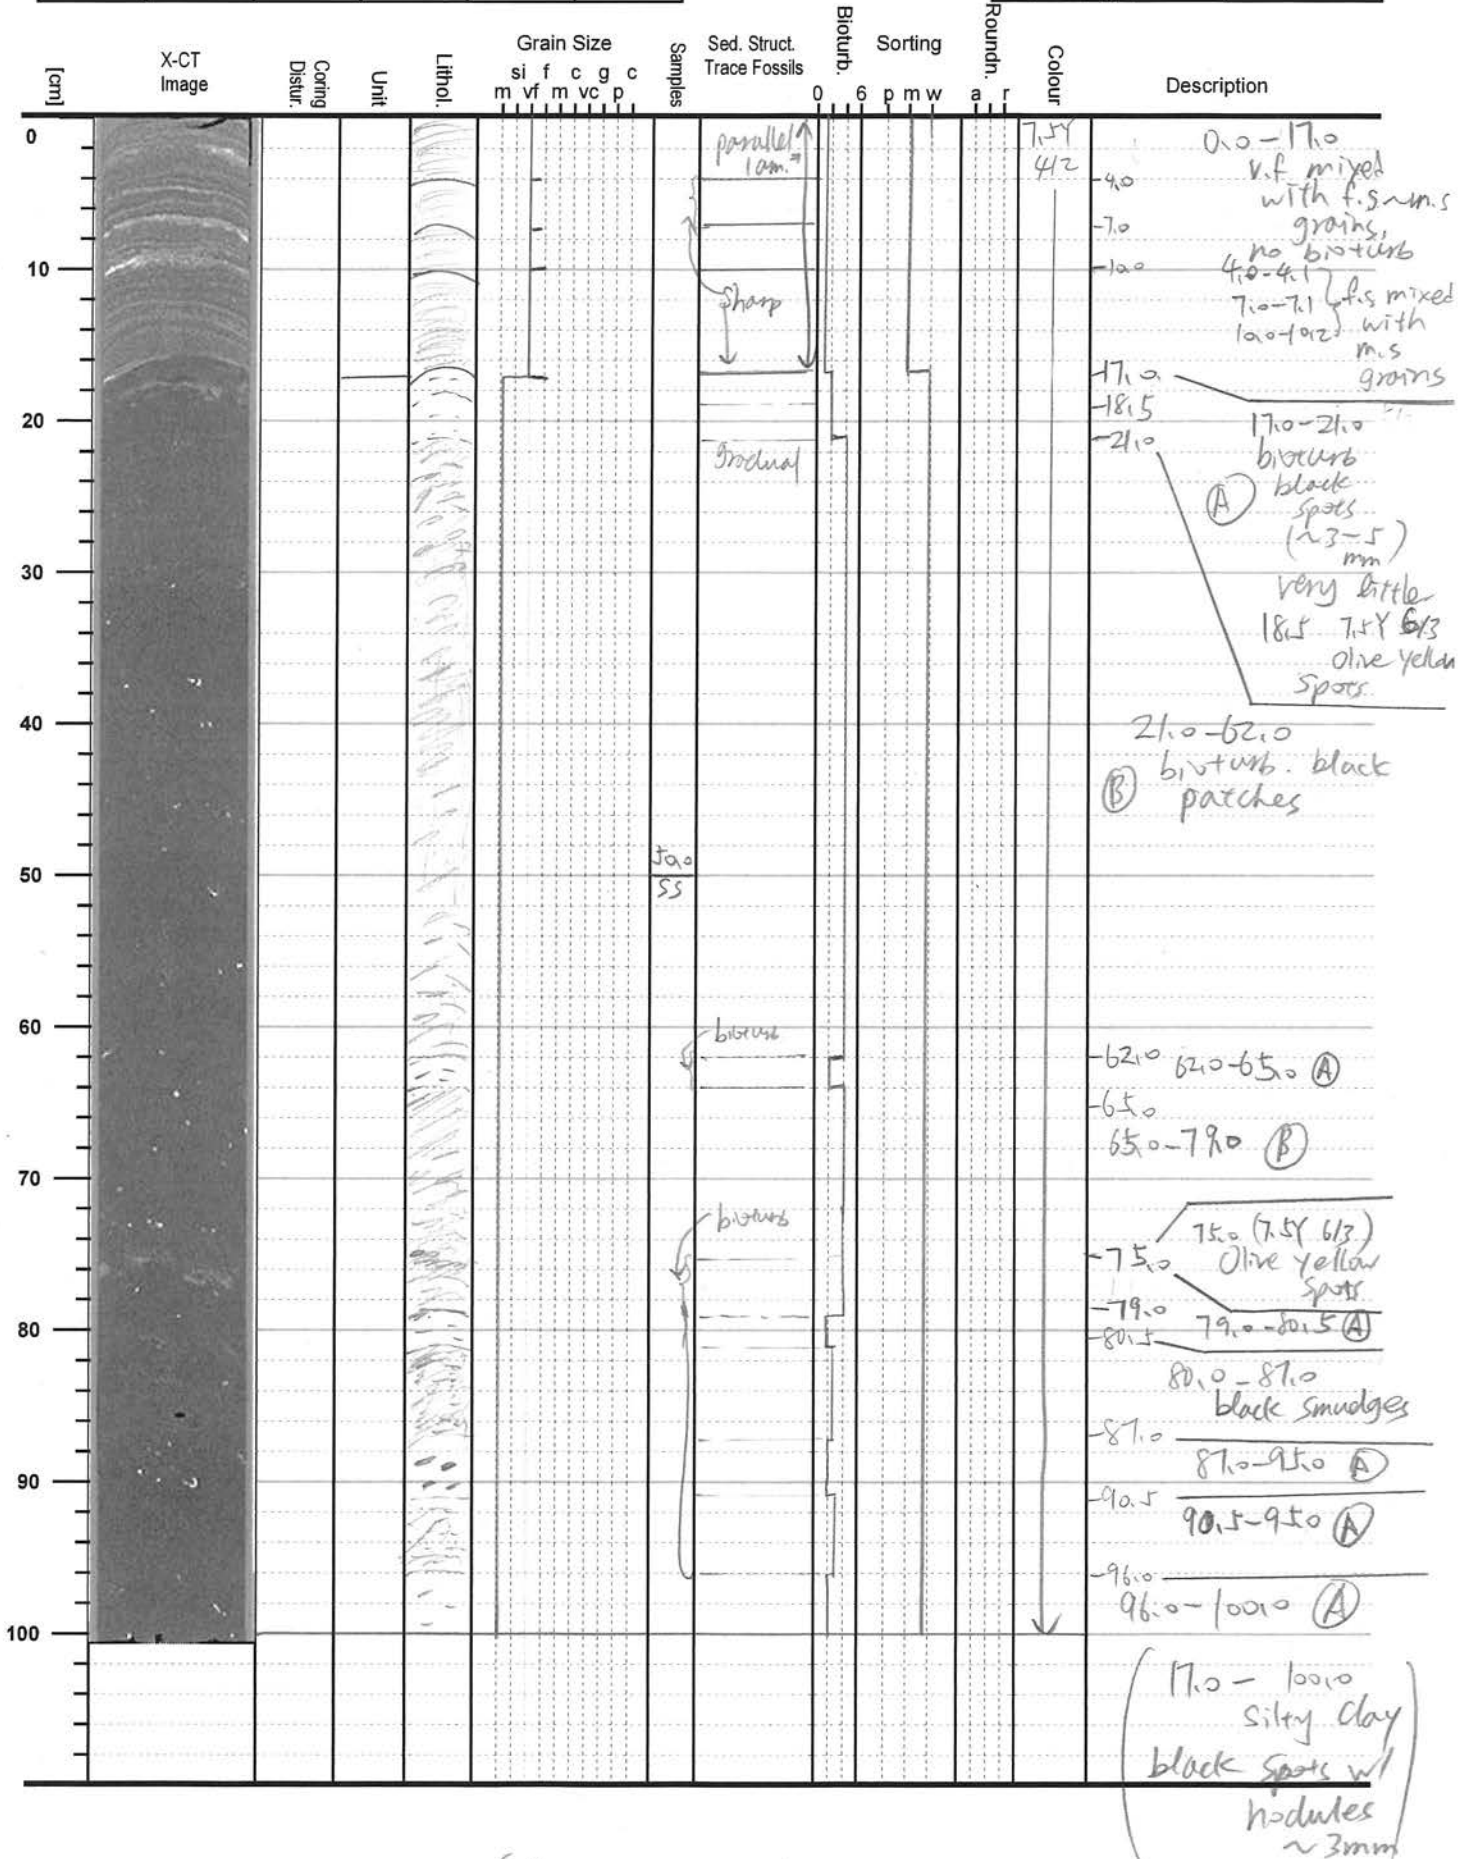 [cm]
X-CT
Image
Coring
Distur.
Unit
Lithol.
Grain Size
si f c g c
m vf m vc p
Samples
Sed. Struct.
Trace Fossils
Bioturb.
0 6
Sorting
p m w
Roundn.
a r
Colour
Description
0
10
20
30
40
50
60
70
80
90
100
parallel
lam.
sharp
gradual
50.0
SS
bioturb
bioturb
7.5Y
4/2
-4.0
-7.0
-10.0
-17.0
-18.5
-21.0
-62.0
-65.0
-75.0
-79.0
-80.5
-87.0
-90.5
-96.0
0.0-17.0
v.f mixed
with f.s~m.s
grains,
no bioturb
4.0-4.1
7.0-7.1
10.0-10.2
f.s mixed
with
m.s
grains
17.0-21.0
bioturb
Ⓐ black
spots
(~3-5)
mm
very little
18.5 7.5Y 6/3
Olive Yellow
Spots
21.0-62.0
Ⓑ bioturb. black
patches
62.0-65.0 Ⓐ
65.0-79.0 Ⓑ
75.0 (7.5Y 6/3)
Olive yellow
Spots
79.0-80.5 Ⓐ
80.0-87.0
black smudges
87.0-95.0 Ⓐ
90.5-95.0 Ⓐ
96.0-100.0 Ⓐ
17.0-100.0
Silty Clay
black spots w/
nodules
~3mm